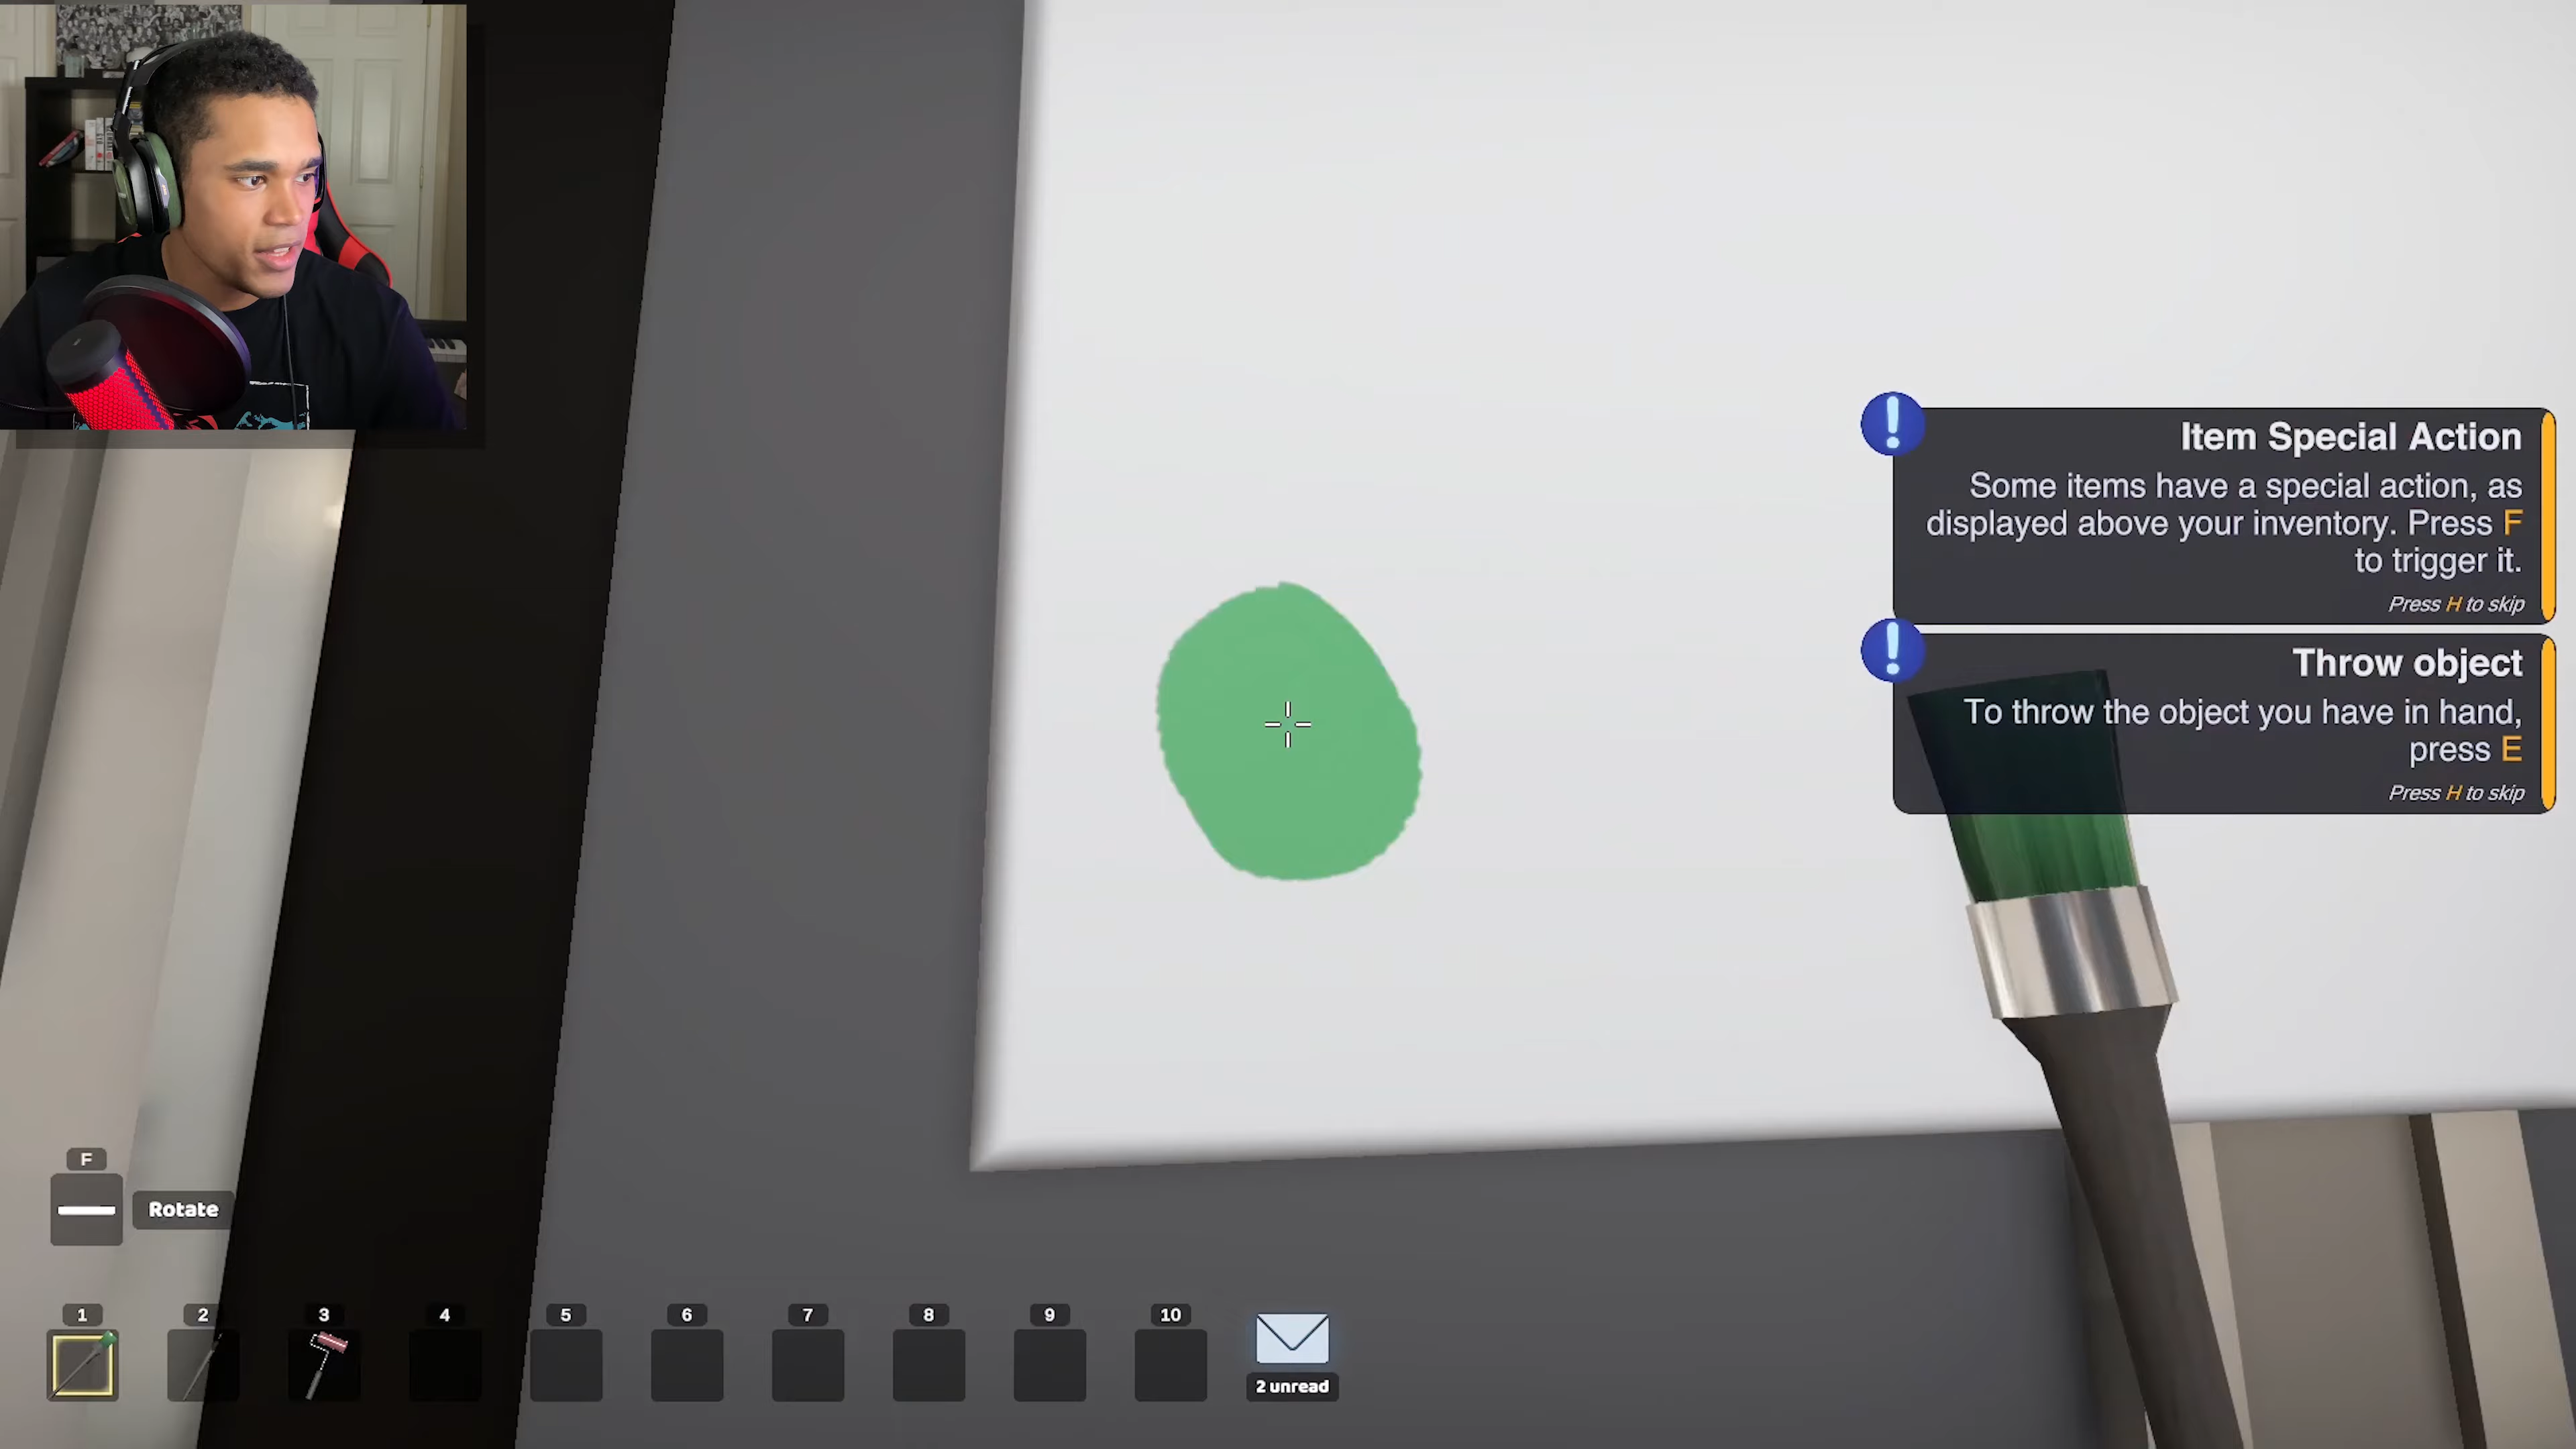 Item Special Action
Some items have a special action, as
displayed above your inventory. Press F
to trigger it.
Press H to skip
Throw object
To throw the object you have in hand,
press E
Press H to skip
F
Rotate
1 2 3 4 5 6 7 8 9 10
2 unread